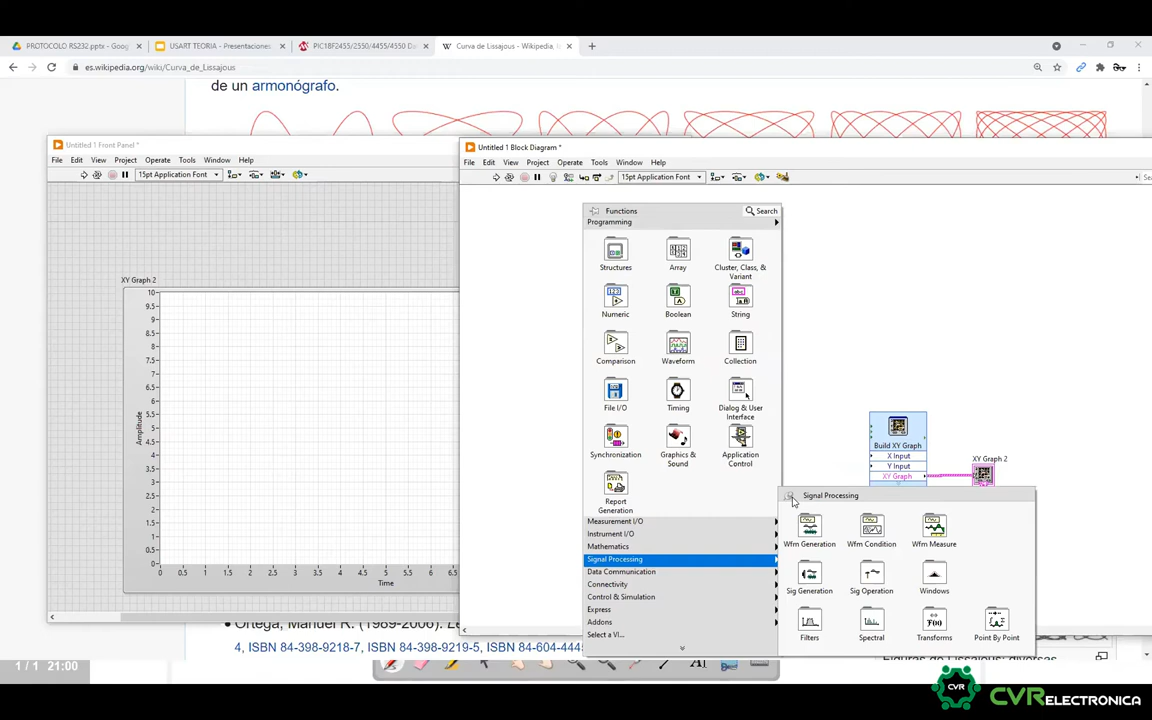 PROTOCOLO RS232.pptx - Goog
USART TEORIA - Presentaciones
PIC18F2455/2550/4455/4550 Da
Curva de Lissajous - Wikipedia,
es.wikipedia.org/wiki/Curva_de_Lissajous
de un armonógrafo.
Untitled 1 Front Panel *
File Edit View Project Operate Tools Window Help
15pt Application Font
XY Graph 2
10
9.5
9
8.5
8
7.5
7
6.5
6
5.5
5
4.5
4
3.5
3
2.5
2
1.5
1
0.5
0
Amplitude
0 0.5 1 1.5 2 2.5 3 3.5 4 4.5 5 5.5 6 6.5
Time
Untitled 1 Block Diagram *
File Edit View Project Operate Tools Window Help
15pt Application Font
Sea
Functions
Search
Programming
Structures Array Cluster, Class, &
Variant
Numeric Boolean String
Comparison Waveform Collection
File I/O Timing Dialog & User
Interface
Synchronization Graphics &
Sound Application
Control
Report
Generation
Measurement I/O
Instrument I/O
Mathematics
Signal Processing
Data Communication
Connectivity
Control & Simulation
Express
Addons
Select a VI...
Build XY Graph
X Input
Y Input
XY Graph
XY Graph 2
Signal Processing
Wfm Generation Wfm Condition Wfm Measure
Sig Generation Sig Operation Windows
Filters Spectral Transforms Point By Point
Ortega, Manuel R. (1989-2006).
4, ISBN 84-398-9218-7, ISBN 84-398-9219-5, ISBN 84-604-444
Figuras de Lissajous: diversas
1 / 1 21:00
CVR
CVR ELECTRONICA